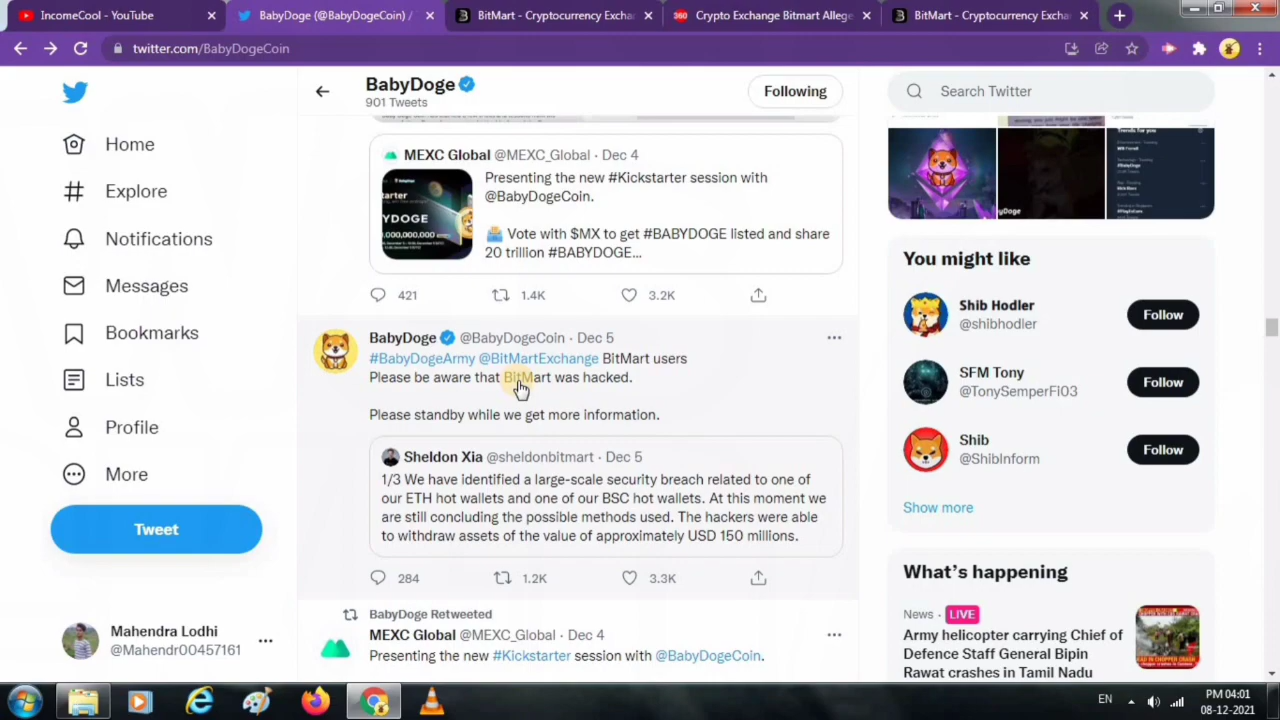 IncomeCool - YouTube
BabyDoge (@BabyDogeCoin) /
BitMart - Cryptocurrency Excha
360 Crypto Exchange Bitmart Alleg
BitMart - Cryptocurrency Excha
twitter.com/BabyDogeCoin
BabyDoge
901 Tweets
Following
Search Twitter
Home
Explore
Notifications
Messages
Bookmarks
Lists
Profile
More
Tweet
Mahendra Lodhi
@Mahendr00457161
MEXC Global @MEXC_Global · Dec 4
Presenting the new #Kickstarter session with
@BabyDogeCoin.
Vote with $MX to get #BABYDOGE listed and share
20 trillion #BABYDOGE...
421 1.4K 3.2K
BabyDoge @BabyDogeCoin · Dec 5
#BabyDogeArmy @BitMartExchange BItMart users
Please be aware that BitMart was hacked.
Please standby while we get more information.
Sheldon Xia @sheldonbitmart · Dec 5
1/3 We have identified a large-scale security breach related to one of
our ETH hot wallets and one of our BSC hot wallets. At this moment we
are still concluding the possible methods used. The hackers were able
to withdraw assets of the value of approximately USD 150 millions.
284 1.2K 3.3K
BabyDoge Retweeted
MEXC Global @MEXC_Global · Dec 4
Presenting the new #Kickstarter session with @BabyDogeCoin.
Trends for you
You might like
Shib Hodler
@shibhodler
Follow
SFM Tony
@TonySemperFI03
Follow
Shib
@ShibInform
Follow
Show more
What's happening
News · LIVE
Army helicopter carrying Chief of
Defence Staff General Bipin
Rawat crashes in Tamil Nadu
EN
PM 04:01
08-12-2021